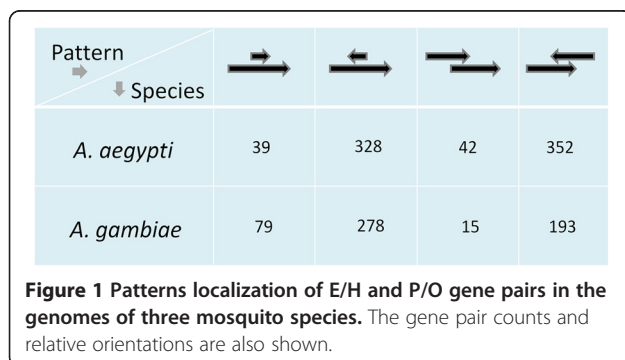 Pattern
Species
A. aegypti 39 328 42 352
A. gambiae 79 278 15 193
Figure 1 Patterns localization of E/H and P/O gene pairs in the
genomes of three mosquito species. The gene pair counts and
relative orientations are also shown.